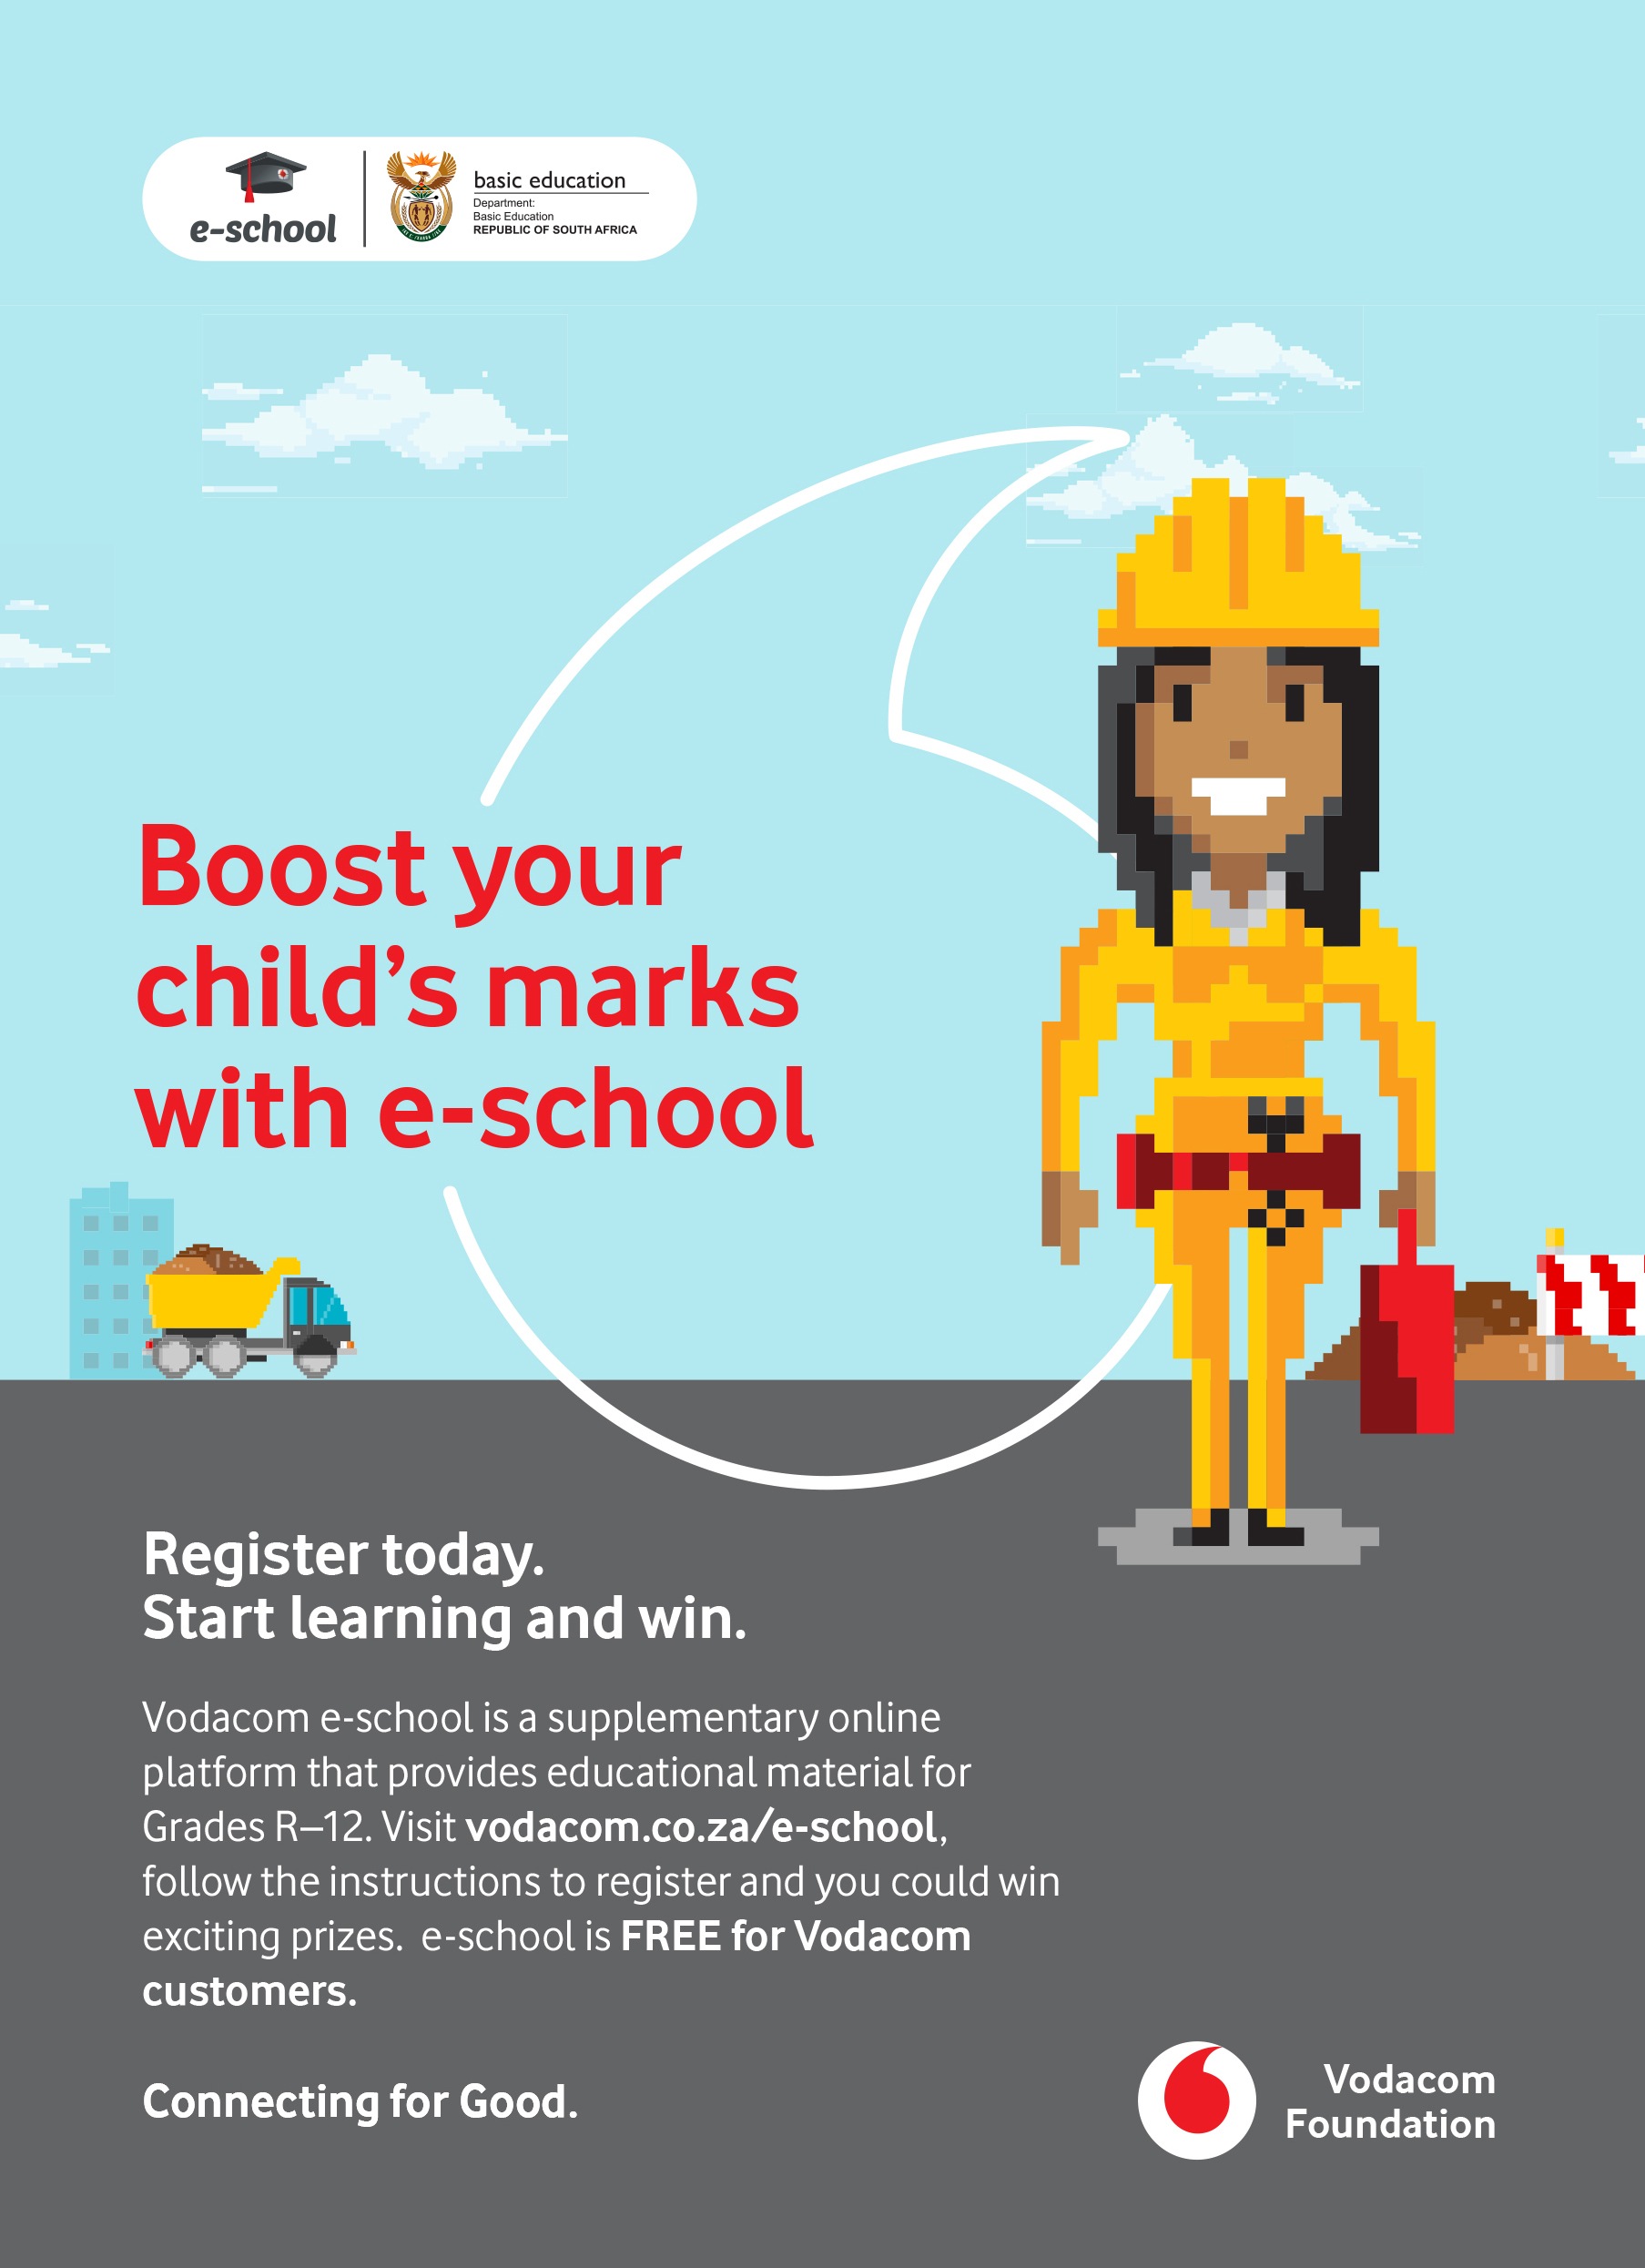 e-school
basic education
Department:
Basic Education
REPUBLIC OF SOUTH AFRICA
Boost your
child’s marks
with e-school
Register today.
Start learning and win.
Vodacom e-school is a supplementary online
platform that provides educational material for
Grades R–12. Visit vodacom.co.za/e-school,
follow the instructions to register and you could win
exciting prizes.  e-school is FREE for Vodacom
customers.
Connecting for Good.
Vodacom
Foundation